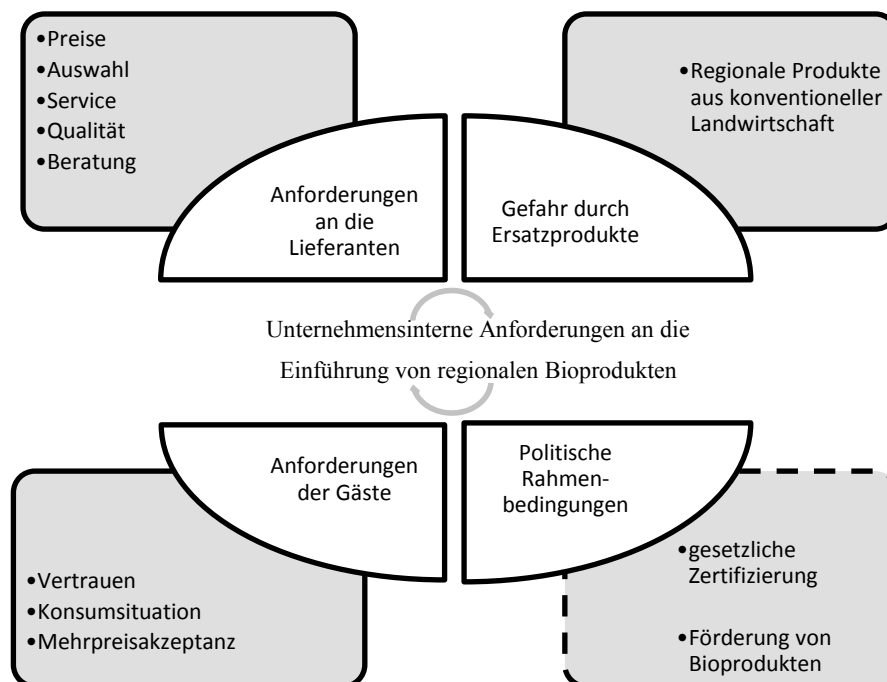 •Preise
•Auswahl
•Service
•Qualität
•Beratung
•Regionale Produkte
aus konventioneller
Landwirtschaft
Anforderungen
an die
Lieferanten
Gefahr durch
Ersatzprodukte
Unternehmensinterne Anforderungen an die
Einführung von regionalen Bioprodukten
Anforderungen
der Gäste
Politische
Rahmen-
bedingungen
•Vertrauen
•Konsumsituation
•Mehrpreisakzeptanz
•gesetzliche
Zertifizierung
•Förderung von
Bioprodukten